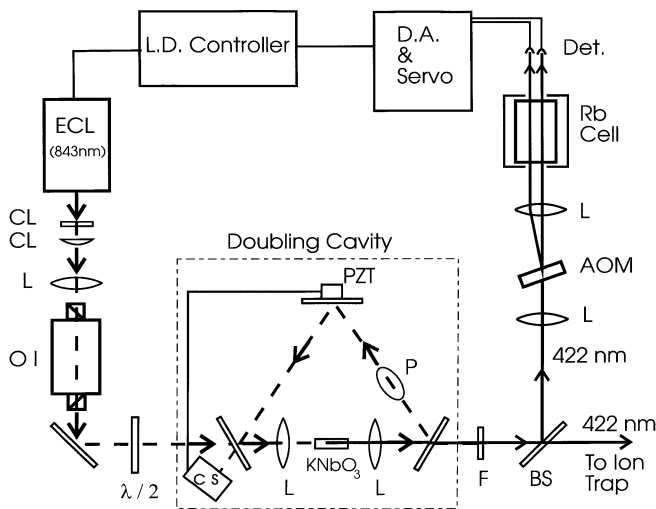 L.D. Controller
D.A.
&
Servo
Det.
ECL
(843nm)
Rb
Cell
CL
CL
L
L
Doubling Cavity
PZT
AOM
L
O I
P
422 nm
422 nm
To Ion
Trap
λ / 2
C S
L
KNbO3
L
F
BS